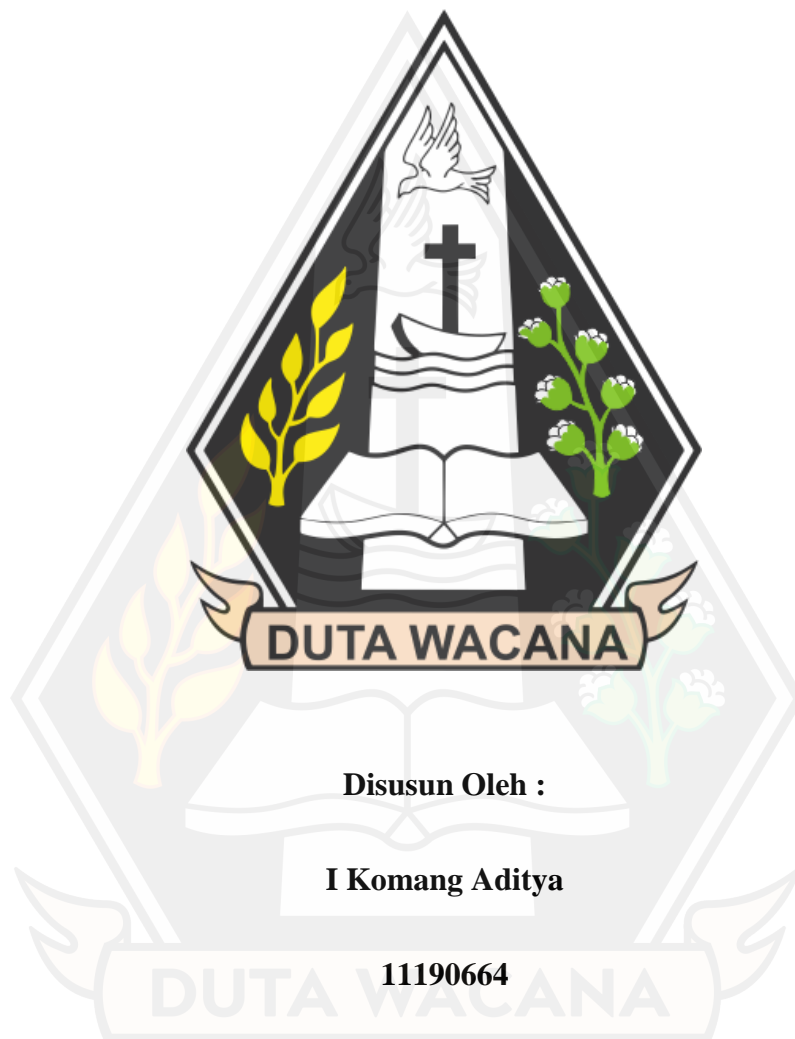 DUTA WACANA
Disusun Oleh :
I Komang Aditya
11190664
DUTA WACANA